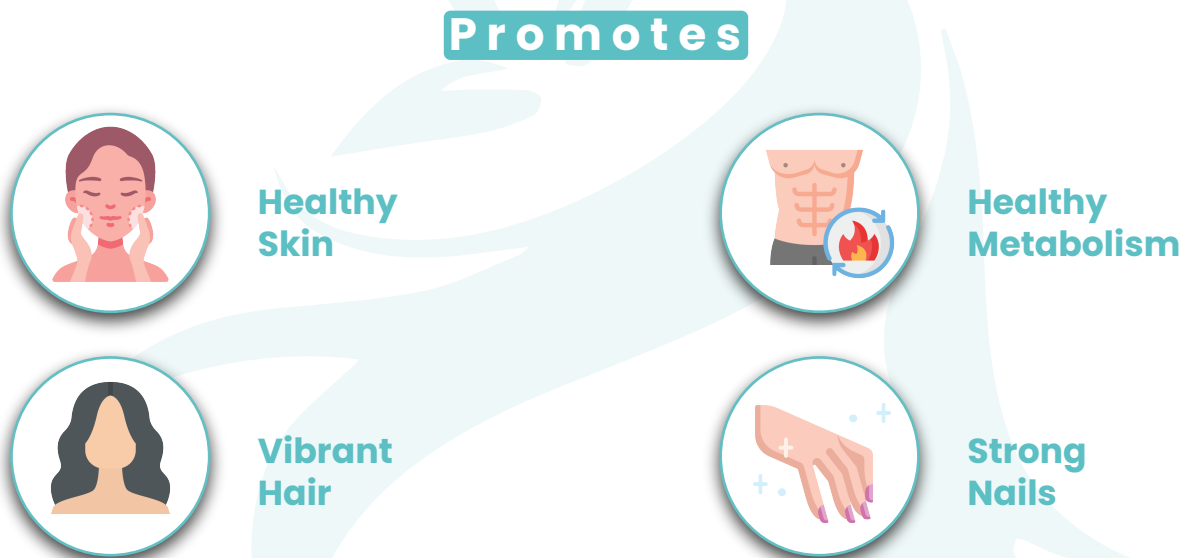 Promotes
Healthy
Skin
Healthy
Metabolism
Vibrant
Hair
Strong
Nails